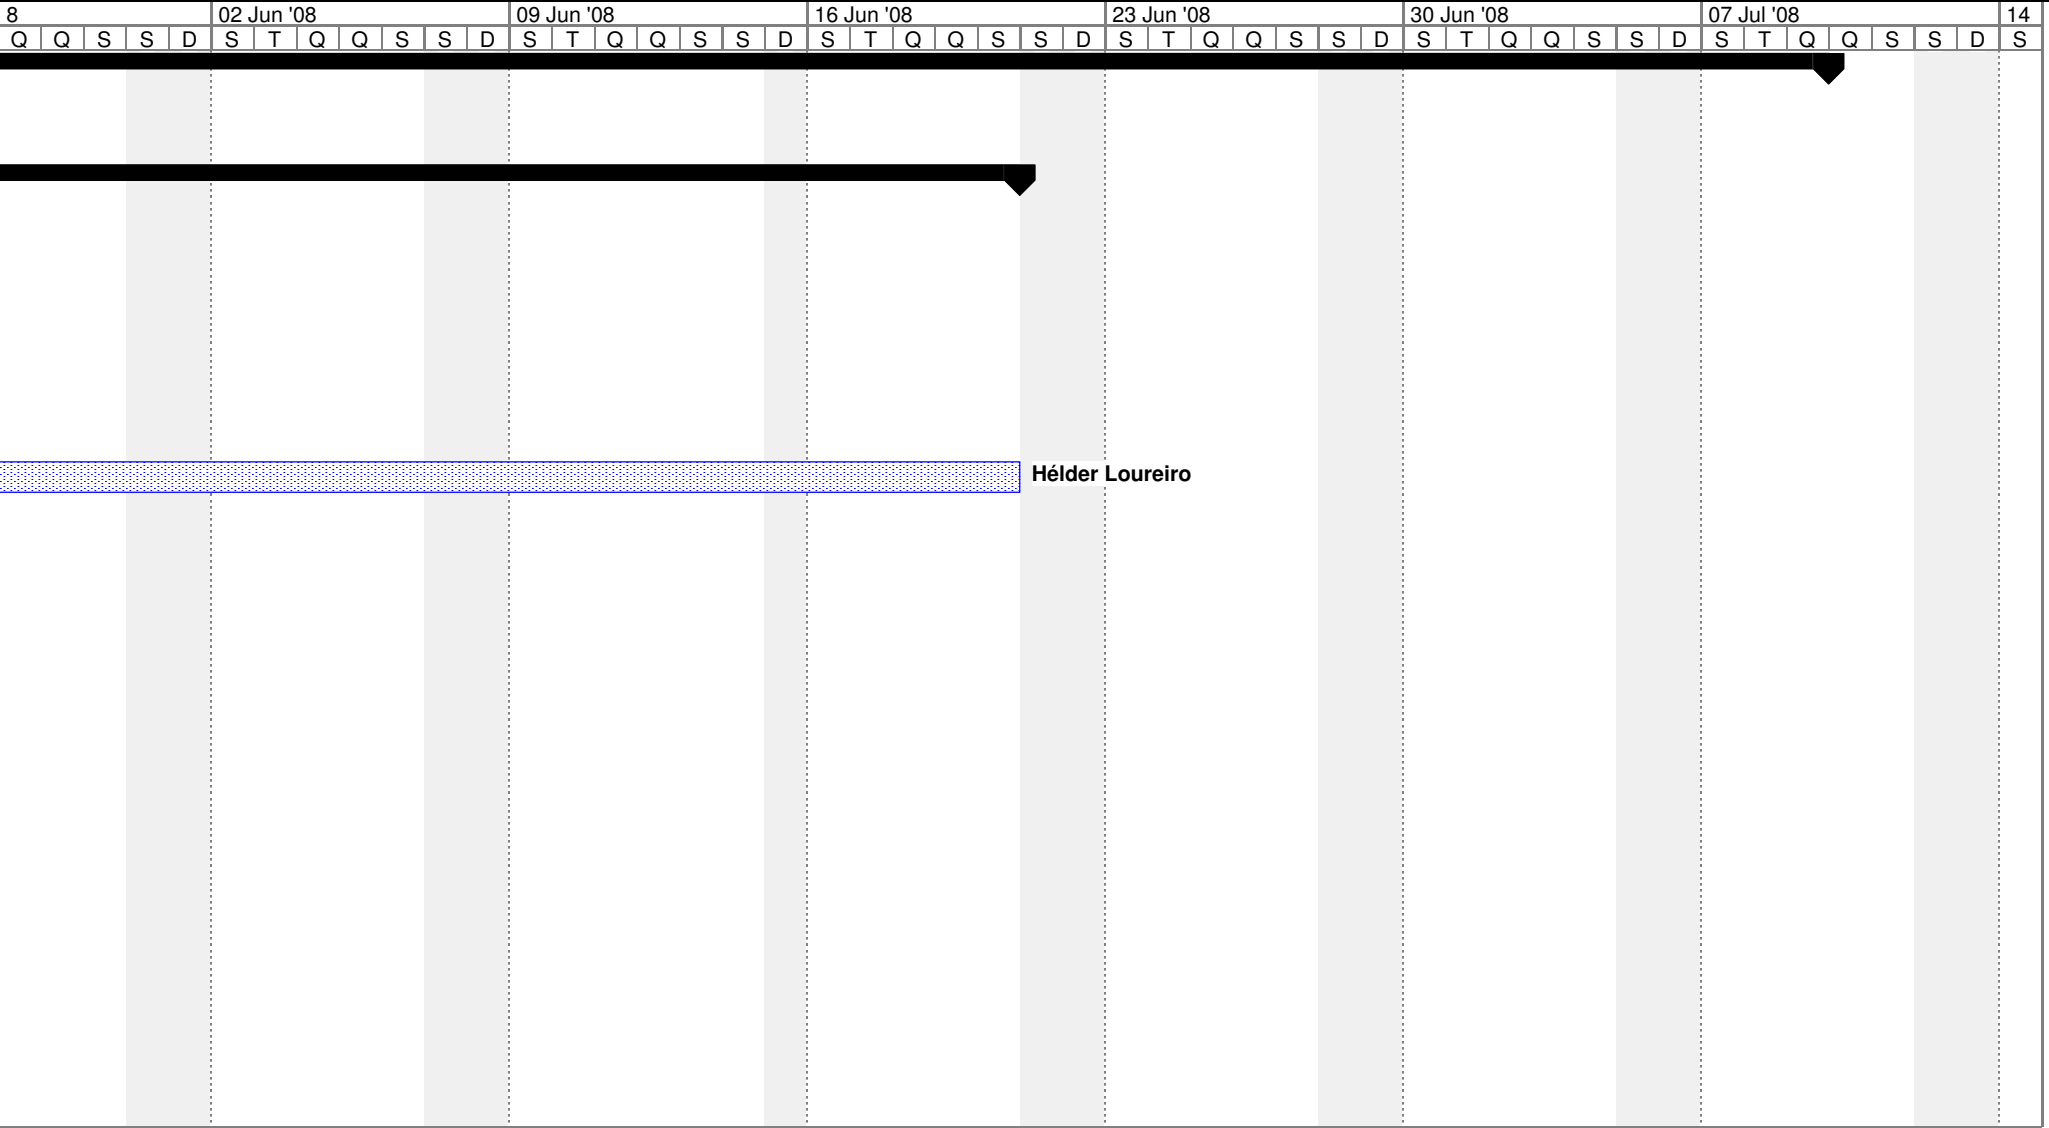 8 02 Jun '08 09 Jun '08 16 Jun '08 23 Jun '08 30 Jun '08 07 Jul '08 14
Q Q S S D S T Q Q S S D S T Q Q S S D S T Q Q S S D S T Q Q S S D S T Q Q S S D S T Q Q S S D S
Hélder Loureiro